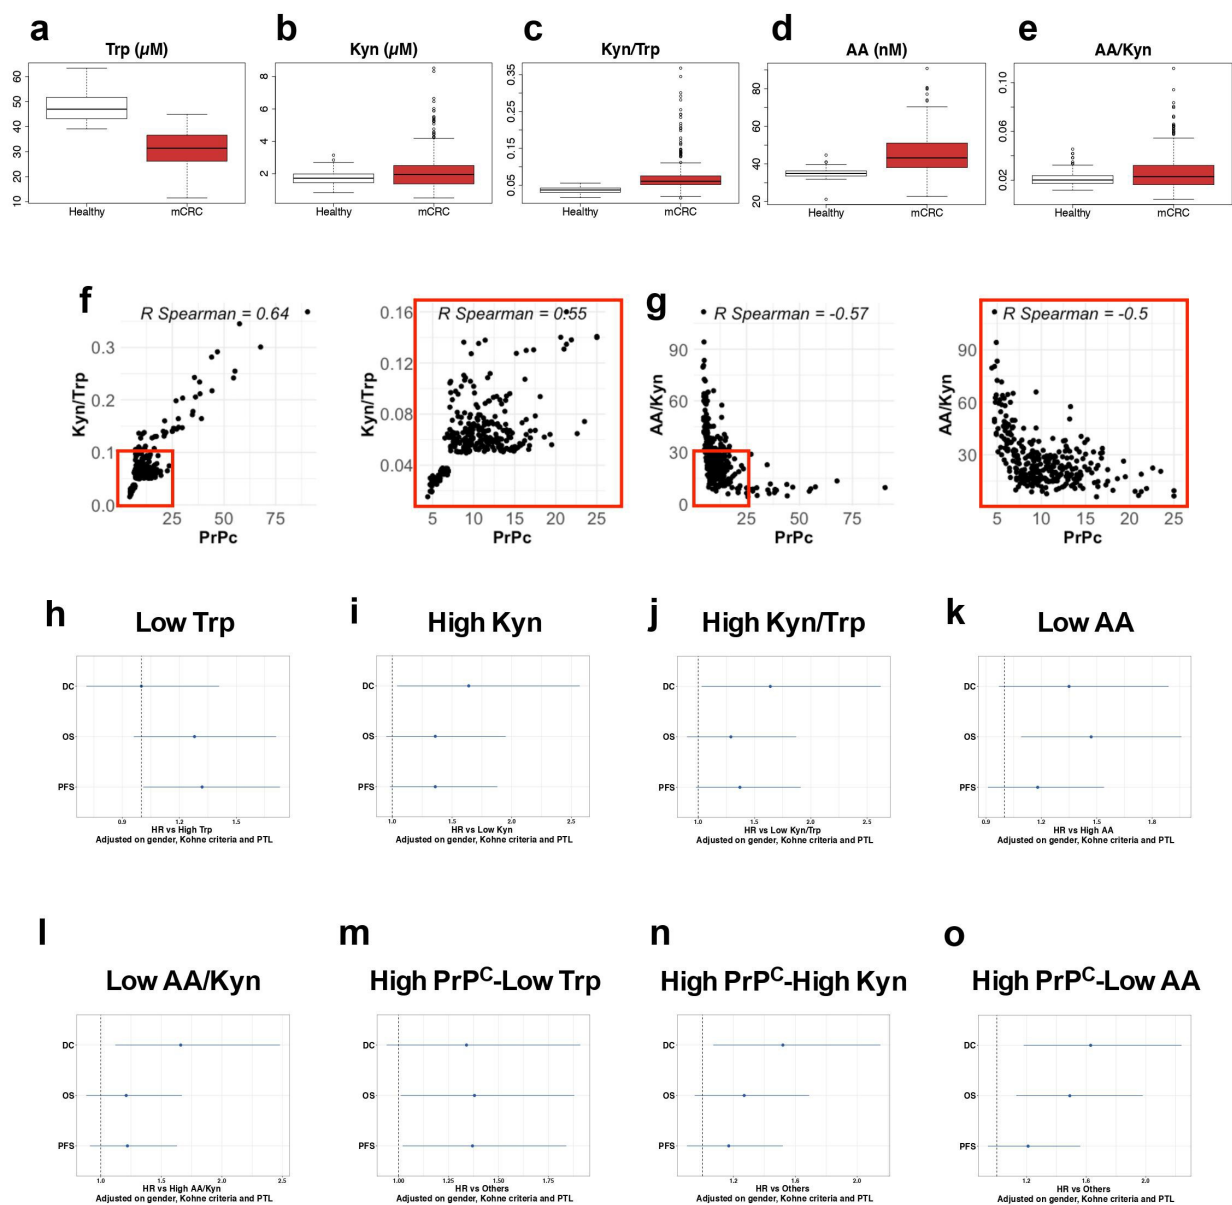 a b c d e
Trp (µM) Kyn (µM) Kyn/Trp AA (nM) AA/Kyn
60 50 40 30 20 10
Healthy mCRC
8 6 4 2
Healthy mCRC
0.35 0.25 0.15 0.05
Healthy mCRC
80 60 40 20
Healthy mCRC
0.10 0.06 0.02
Healthy mCRC
f
R Spearman = 0.64
Kyn/Trp
0.3
0.2
0.1
0.0
25 50 75
PrPc
R Spearman = 0.55
Kyn/Trp
0.16
0.12
0.08
0.04
5 10 15 20 25
PrPc
g
R Spearman = -0.57
AA/Kyn
90
60
30
0
25 50 75
PrPc
R Spearman = -0.5
AA/Kyn
90
60
30
5 10 15 20 25
PrPc
h
Low Trp
DC
OS
PFS
0.9 1.2 1.5
HR vs High Trp
Adjusted on gender, Kohne criteria and PTL
i
High Kyn
DC
OS
PFS
1.0 1.5 2.0 2.5
HR vs Low Kyn
Adjusted on gender, Kohne criteria and PTL
j
High Kyn/Trp
DC
OS
PFS
1.0 1.5 2.0 2.5
HR vs Low Kyn/Trp
Adjusted on gender, Kohne criteria and PTL
k
Low AA
DC
OS
PFS
0.9 1.2 1.5 1.8
HR vs High AA
Adjusted on gender, Kohne criteria and PTL
l
Low AA/Kyn
DC
OS
PFS
1.0 1.5 2.0 2.5
HR vs High AA/Kyn
Adjusted on gender, Kohne criteria and PTL
m
High PrPC-Low Trp
DC
OS
PFS
1.00 1.25 1.50 1.75
HR vs Others
Adjusted on gender, Kohne criteria and PTL
n
High PrPC-High Kyn
DC
OS
PFS
1.2 1.6 2.0
HR vs Others
Adjusted on gender, Kohne criteria and PTL
o
High PrPC-Low AA
DC
OS
PFS
1.2 1.6 2.0
HR vs Others
Adjusted on gender, Kohne criteria and PTL